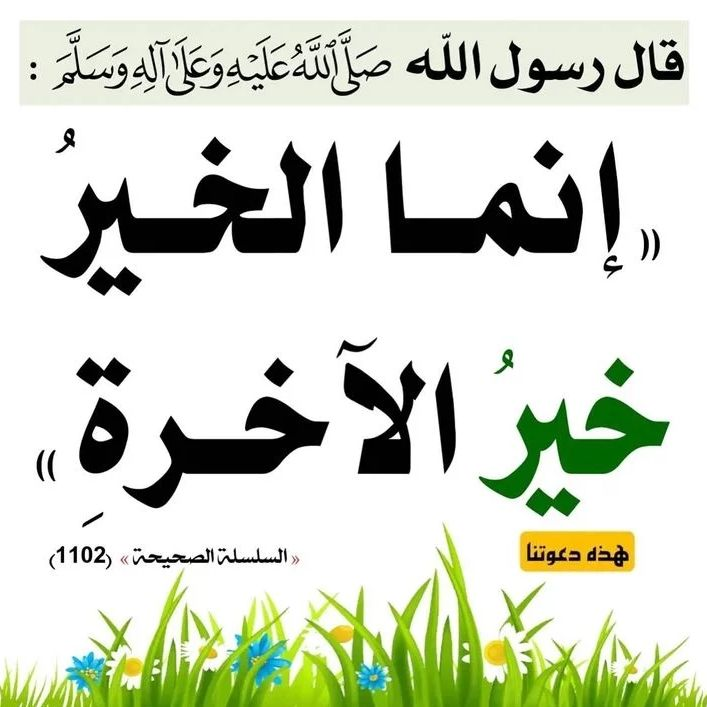 قال رسول الله صَلَّى اللَّهُ عَلَيْهِ وَعَلَىٰ آلِهِ وَسَلَّمَ :
(( إنما الخيرُ
خيرُ الآخرةِ ))
هذه دعوتنا
« السلسلة الصحيحة » (1102)